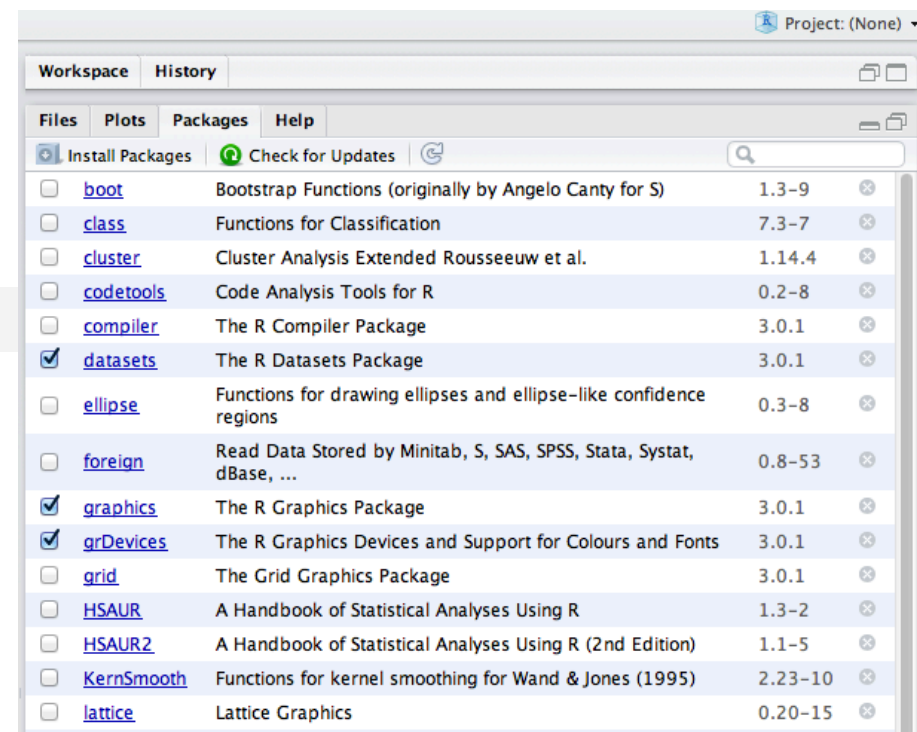 Project: (None)
Workspace History
Files Plots Packages Help
Install Packages Check for Updates
boot Bootstrap Functions (originally by Angelo Canty for S) 1.3-9
class Functions for Classification 7.3-7
cluster Cluster Analysis Extended Rousseeuw et al. 1.14.4
codetools Code Analysis Tools for R 0.2-8
compiler The R Compiler Package 3.0.1
datasets The R Datasets Package 3.0.1
ellipse Functions for drawing ellipses and ellipse-like confidence
regions 0.3-8
foreign Read Data Stored by Minitab, S, SAS, SPSS, Stata, Systat,
dBase, ... 0.8-53
graphics The R Graphics Package 3.0.1
grDevices The R Graphics Devices and Support for Colours and Fonts 3.0.1
grid The Grid Graphics Package 3.0.1
HSAUR A Handbook of Statistical Analyses Using R 1.3-2
HSAUR2 A Handbook of Statistical Analyses Using R (2nd Edition) 1.1-5
KernSmooth Functions for kernel smoothing for Wand & Jones (1995) 2.23-10
lattice Lattice Graphics 0.20-15